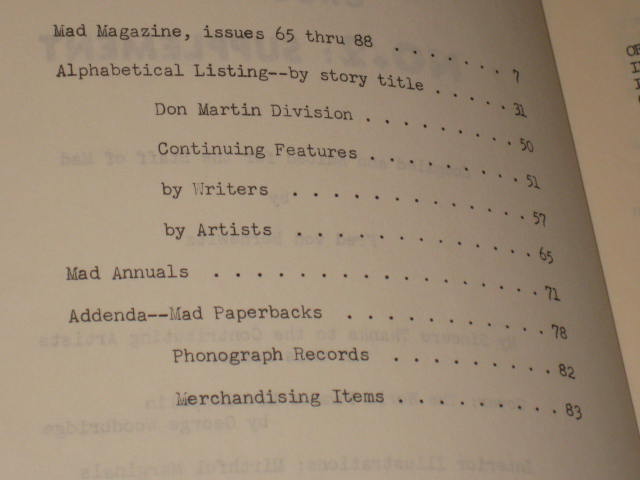 Mad Magazine, issues 65 thru 88 . . . . . . . 7
Alphabetical Listing--by story title . . . . . 31
Don Martin Division . . . . . . . . 50
Continuing Features . . . . . . . . 51
by Writers . . . . . . . . . . . . 57
by Artists . . . . . . . . . . . . 65
Mad Annuals . . . . . . . . . . . . . . . 71
Addenda--Mad Paperbacks . . . . . . . . . . 78
Phonograph Records . . . . . . . . 82
Merchandising Items . . . . . . . . . 83